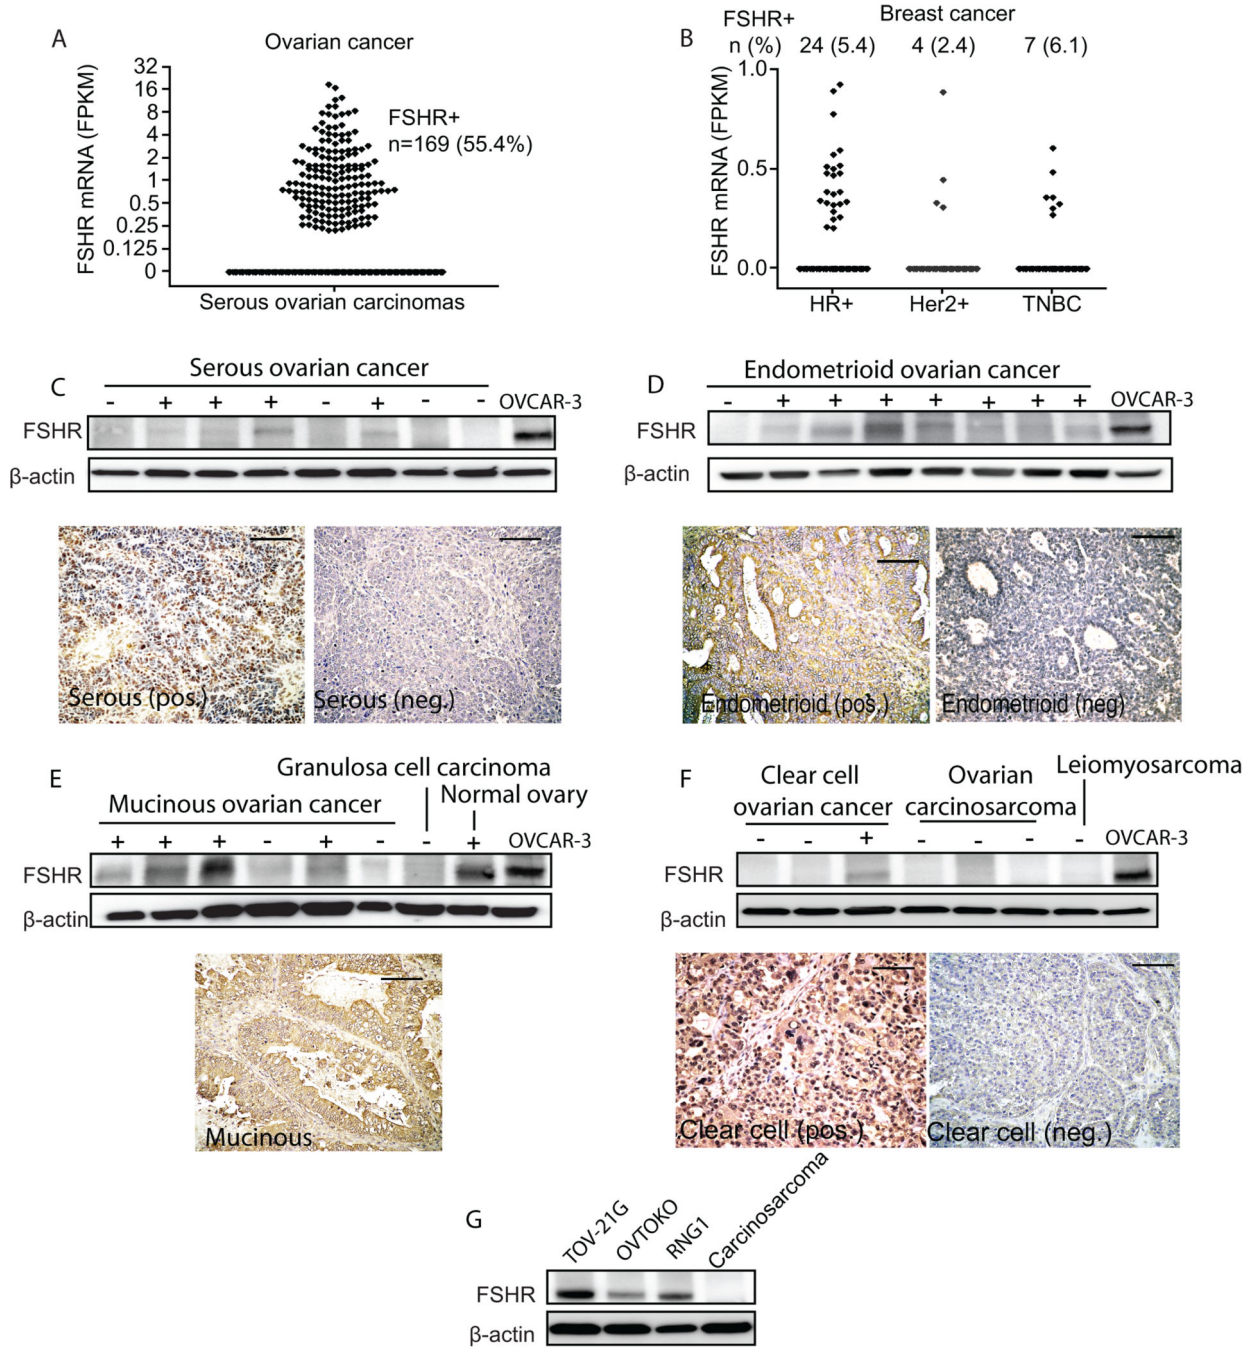 A
Ovarian cancer
FSHR mRNA (FPKM)
32
16
8
4
2
1
0.5
0.25
0.125
0
FSHR+
n=169 (55.4%)
Serous ovarian carcinomas
B
Breast cancer
FSHR+
n (%) 24 (5.4) 4 (2.4) 7 (6.1)
FSHR mRNA (FPKM)
1.0
0.5
0.0
HR+ Her2+ TNBC
C
Serous ovarian cancer
- + + + - + - - OVCAR-3
FSHR
β-actin
Serous (pos.)
Serous (neg.)
D
Endometrioid ovarian cancer
- + + + + + + + OVCAR-3
FSHR
β-actin
Endometrioid (pos.)
Endometrioid (neg)
E
Granulosa cell carcinoma
Mucinous ovarian cancer
Normal ovary
+ + + - + - - + OVCAR-3
FSHR
β-actin
Mucinous
F
Clear cell
ovarian cancer
Ovarian
carcinosarcoma
Leiomyosarcoma
- - + - - - - OVCAR-3
FSHR
β-actin
Clear cell (pos.)
Clear cell (neg.)
G
TOV-21G
OVTOKO
RNG1
Carcinosarcoma
FSHR
β-actin